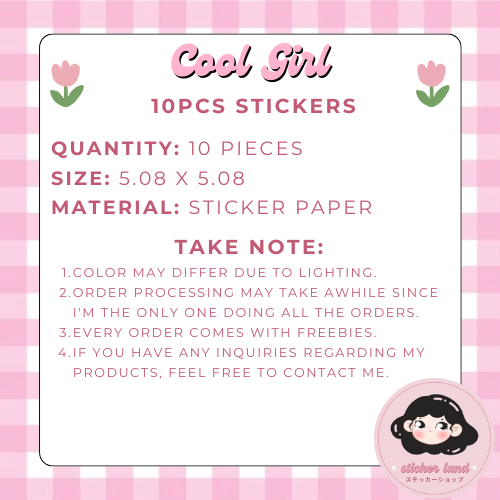 Cool Girl
10PCS STICKERS
QUANTITY: 10 PIECES
SIZE: 5.08 X 5.08
MATERIAL: STICKER PAPER
TAKE NOTE:
1.COLOR MAY DIFFER DUE TO LIGHTING.
2.ORDER PROCESSING MAY TAKE AWHILE SINCE
I'M THE ONLY ONE DOING ALL THE ORDERS.
3.EVERY ORDER COMES WITH FREEBIES.
4.IF YOU HAVE ANY INQUIRIES REGARDING MY
PRODUCTS, FEEL FREE TO CONTACT ME.
sticker land
ステッカーショップ